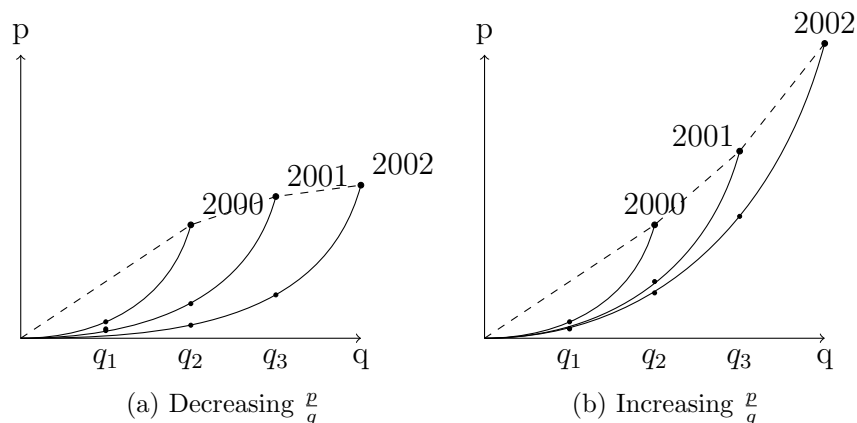 p
2000
2001
2002
q₁
q₂
q₃
q
(a) Decreasing p/q
p
2002
2001
2000
q₁
q₂
q₃
q
(b) Increasing p/q